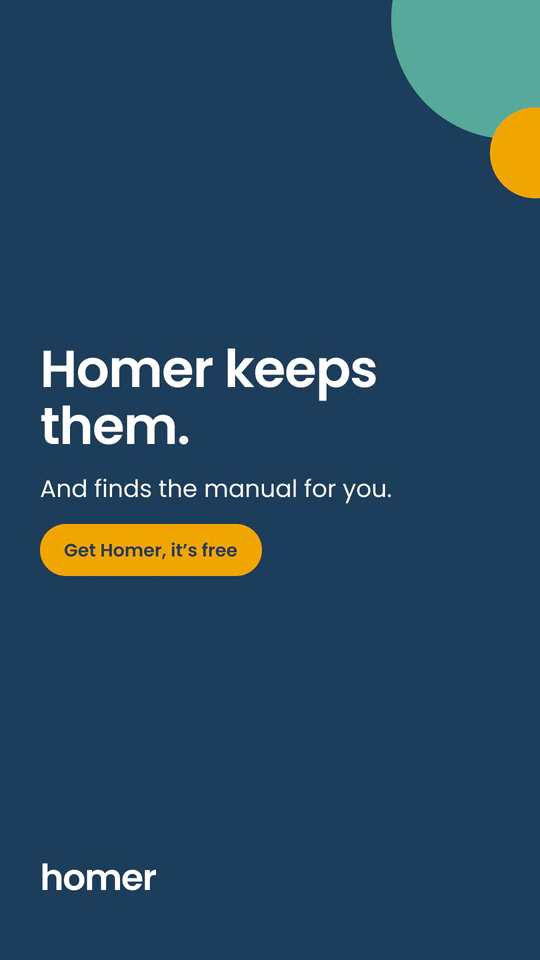 Homer keeps
them.
And finds the manual for you.
Get Homer, it’s free
homer